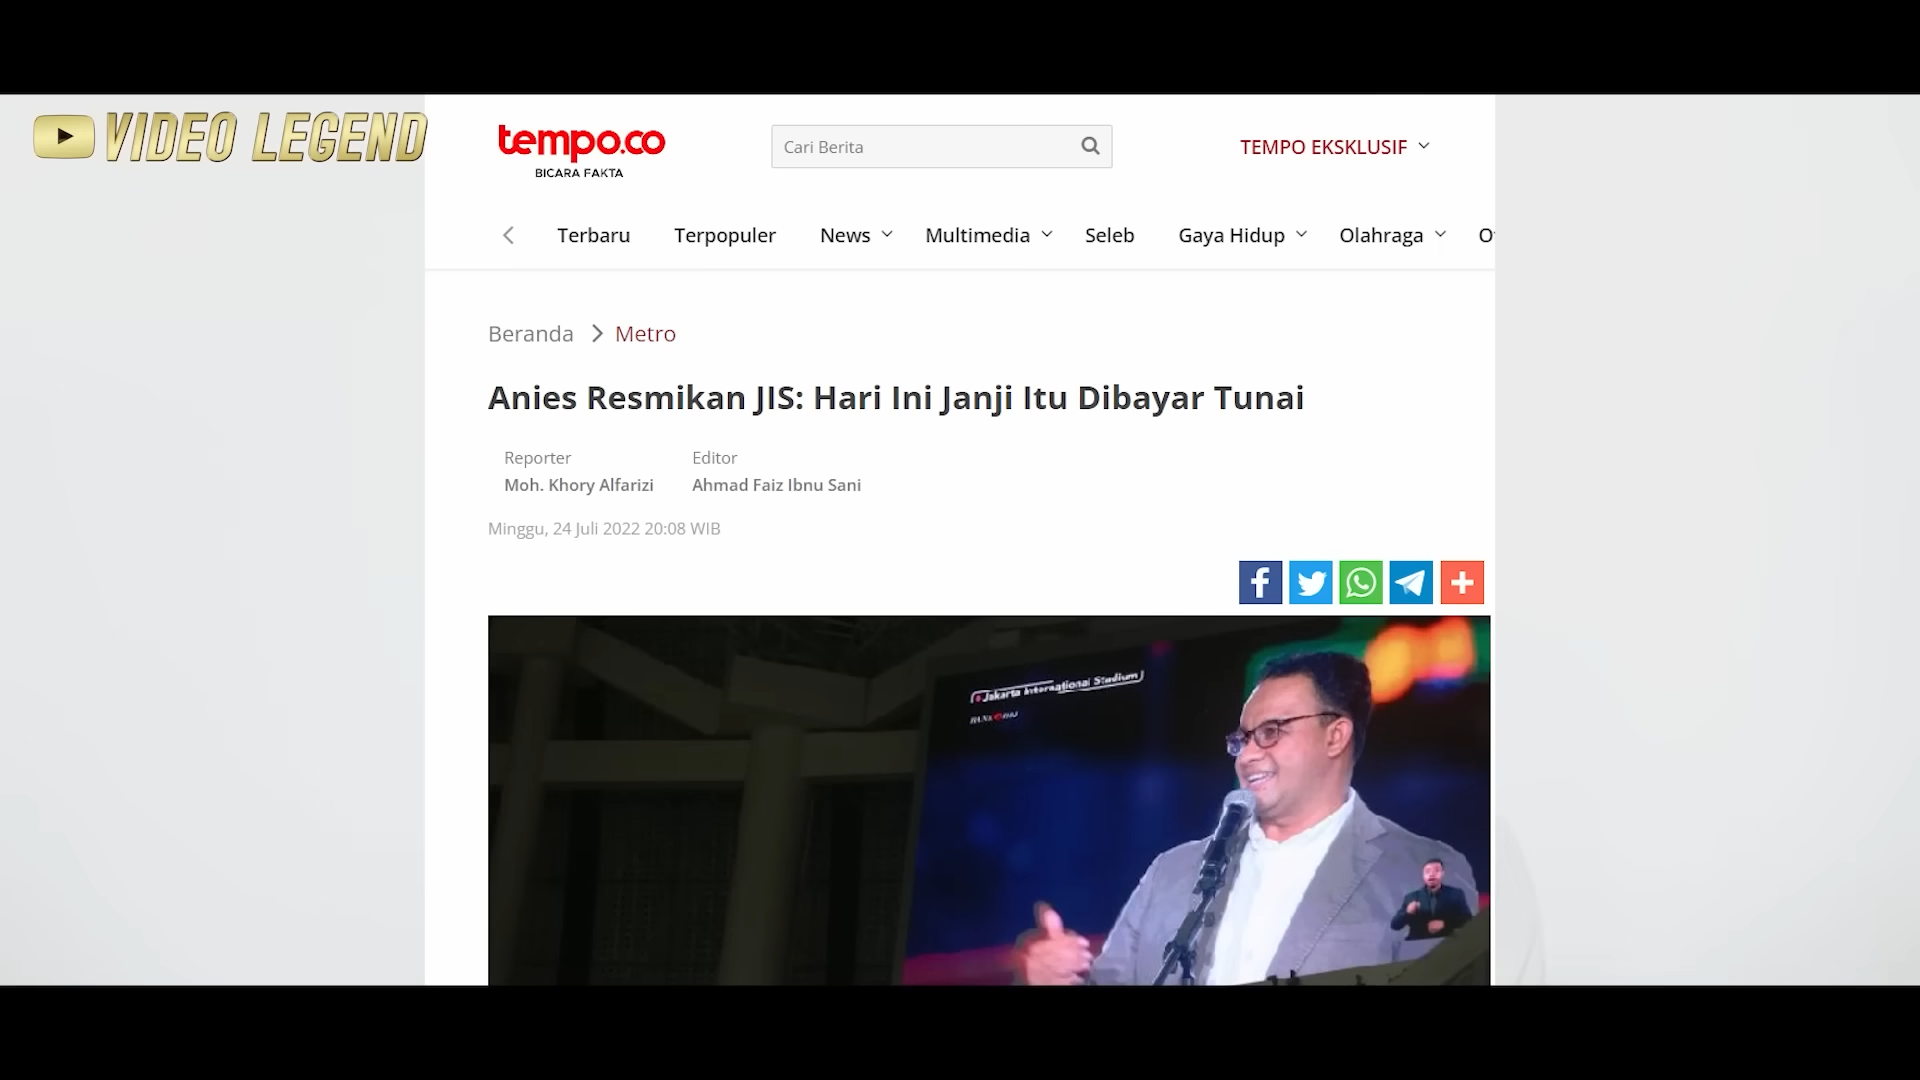 VIDEO LEGEND
tempo.co
BICARA FAKTA
Cari Berita
TEMPO EKSKLUSIF
Terbaru Terpopuler News Multimedia Seleb Gaya Hidup Olahraga
Beranda > Metro
Anies Resmikan JIS: Hari Ini Janji Itu Dibayar Tunai
Reporter Editor
Moh. Khory Alfarizi Ahmad Faiz Ibnu Sani
Minggu, 24 Juli 2022 20:08 WIB
Jakarta International Stadium